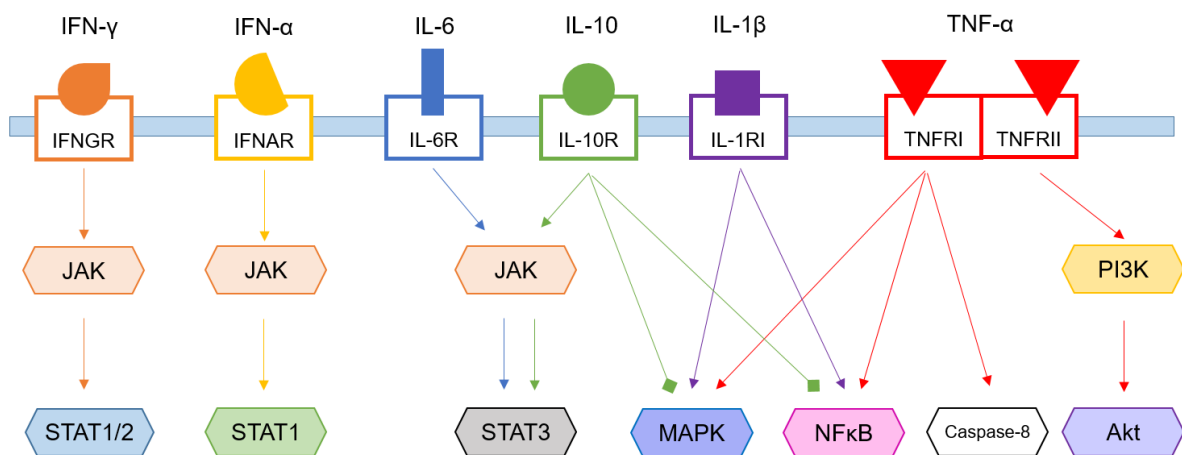 IFN-γ IFN-α IL-6 IL-10 IL-1β TNF-α
IFNGR IFNAR IL-6R IL-10R IL-1RI TNFRI TNFRII
JAK JAK JAK PI3K
STAT1/2 STAT1 STAT3 MAPK NFκB Caspase-8 Akt